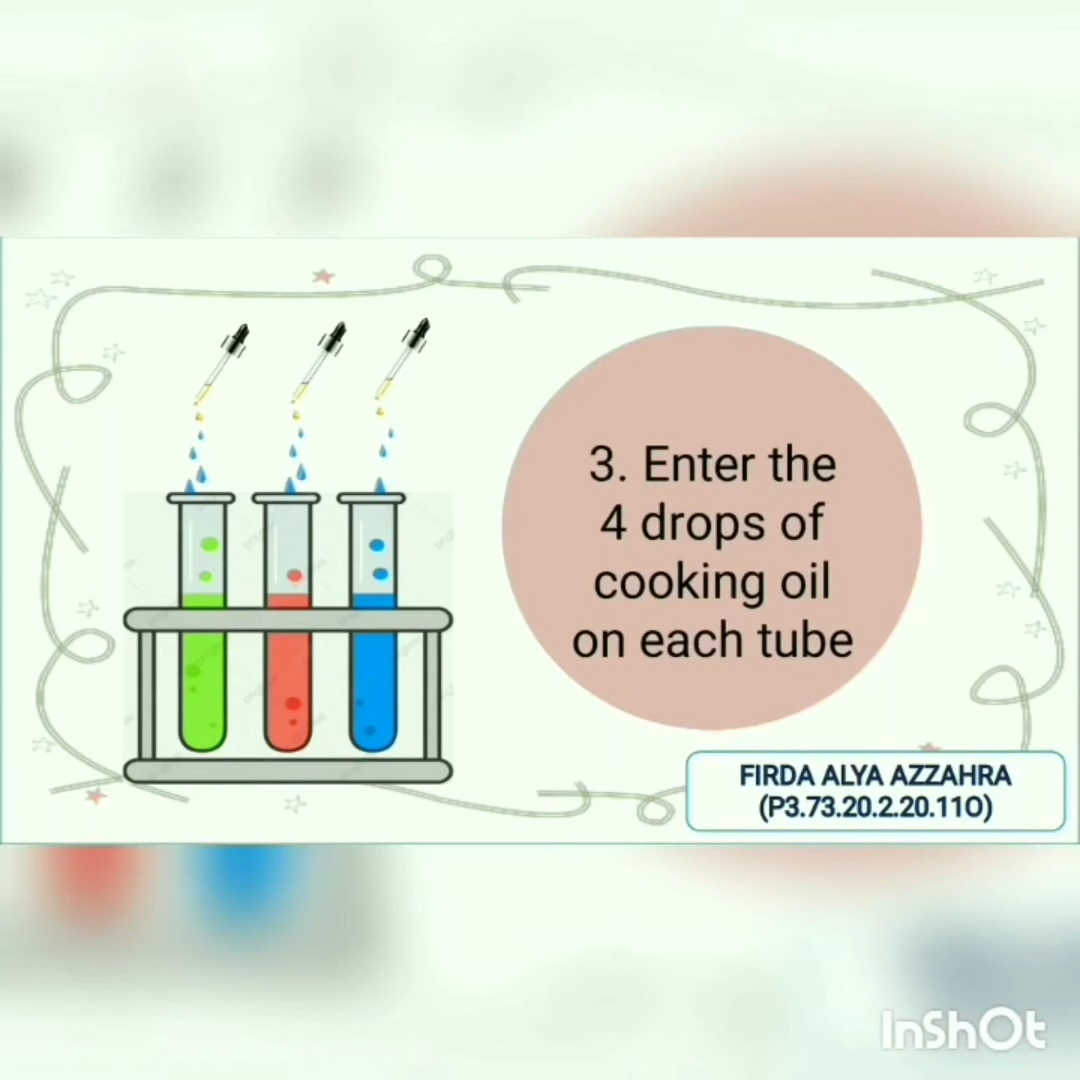 3. Enter the
4 drops of
cooking oil
on each tube
FIRDA ALYA AZZAHRA
(P3.73.20.2.20.11O)
InShOt